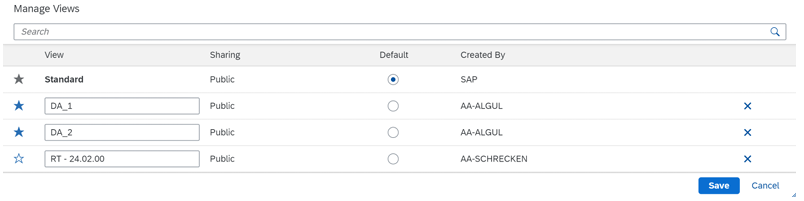 Manage Views
Search
View Sharing Default Created By
Standard Public SAP
DA_1 Public AA-ALGUL
DA_2 Public AA-ALGUL
RT - 24.02.00 Public AA-SCHRECKEN
Save Cancel